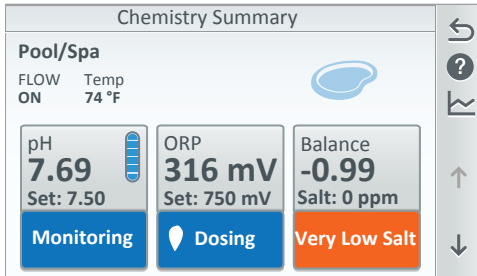 Chemistry Summary
Pool/Spa
FLOW Temp
ON 74 °F
pH
7.69
Set: 7.50
Monitoring
ORP
316 mV
Set: 750 mV
Dosing
Balance
-0.99
Salt: 0 ppm
Very Low Salt
?